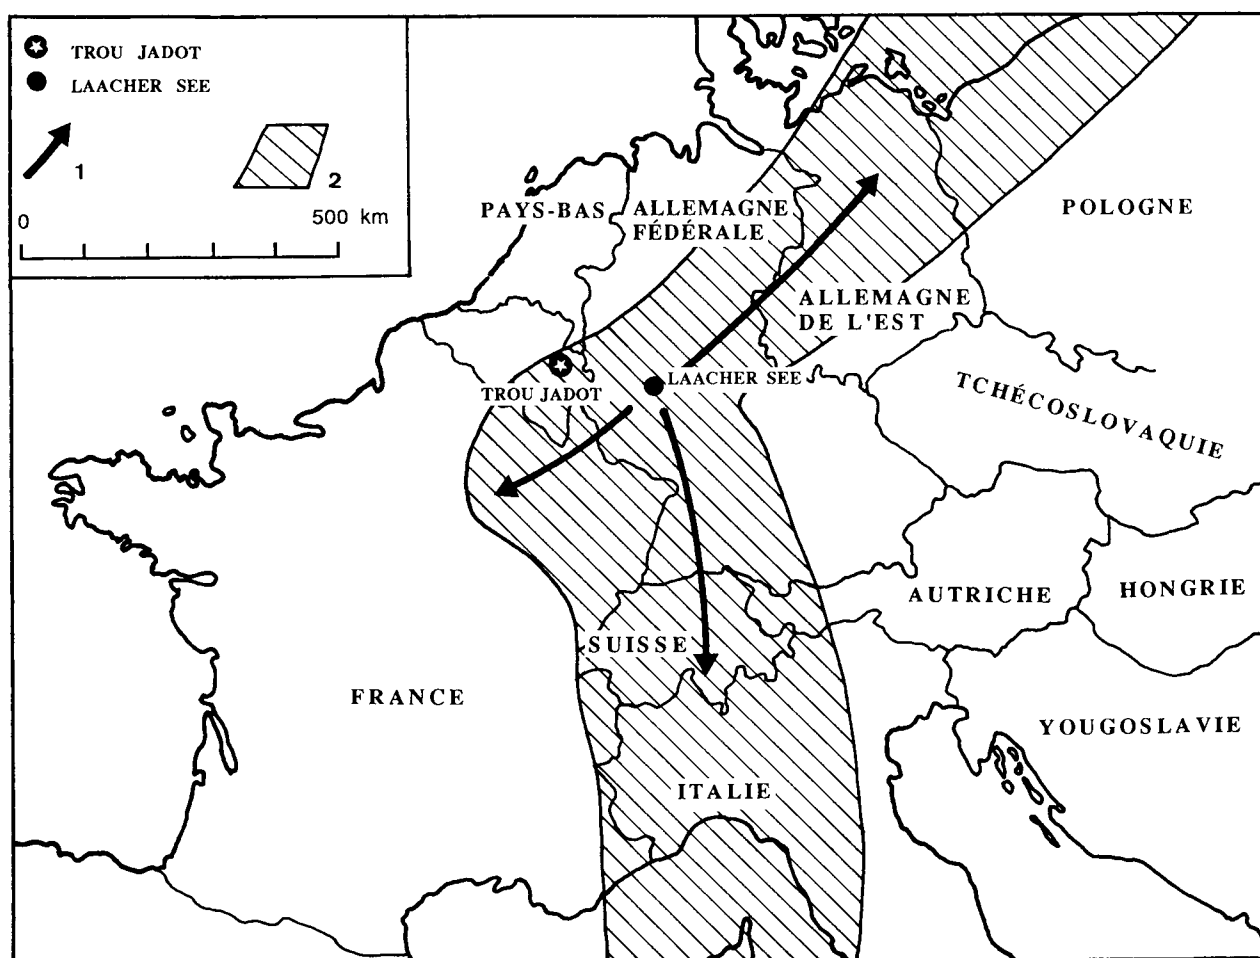 TROU JADOT
LAACHER SEE
1
2
0
500 km
PAYS-BAS
ALLEMAGNE
FÉDÉRALE
POLOGNE
ALLEMAGNE
DE L'EST
LAACHER SEE
TROU JADOT
TCHÉCOSLOVAQUIE
AUTRICHE
HONGRIE
SUISSE
FRANCE
YOUGOSLAVIE
ITALIE